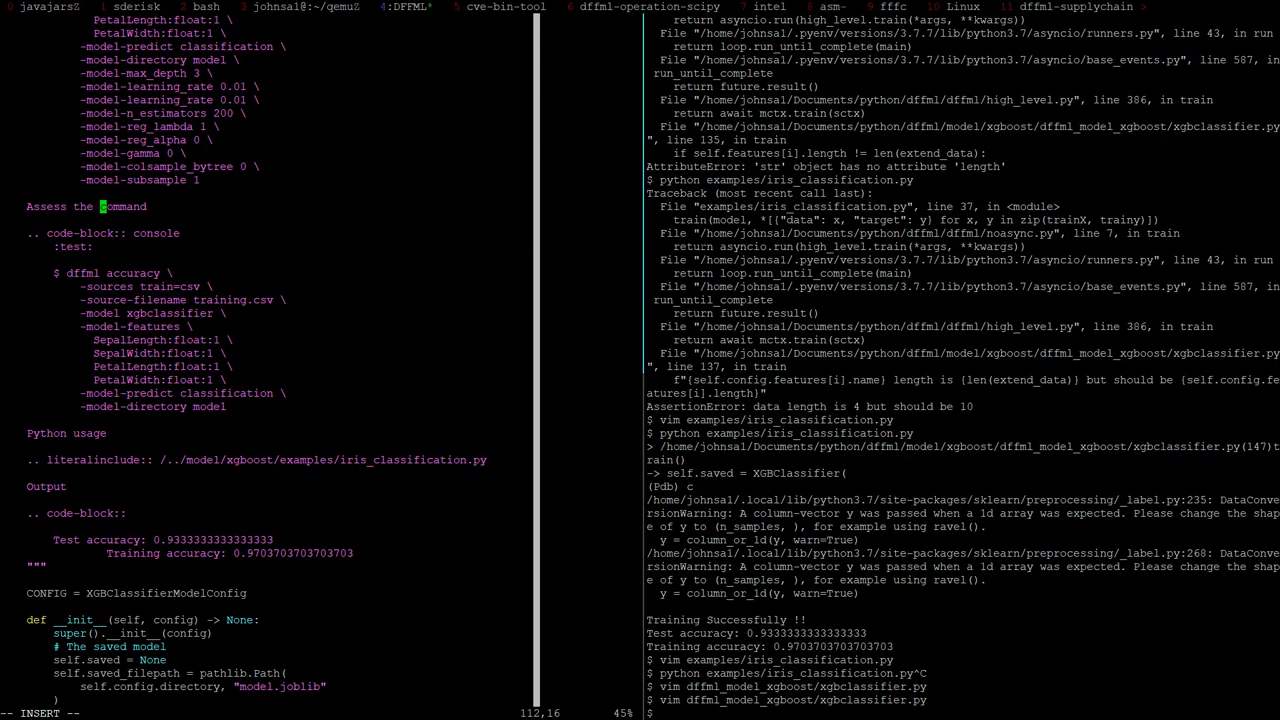 0 javajarsZ  1 sderisk  2 bash  3 johnsa1@:~/qemuZ  4:DFFML*  5 cve-bin-tool  6 dffml-operation-scipy  7 intel  8 asm-  9 fffc  10 Linux  11 dffml-supplychain >
PetalLength:float:1 \
PetalWidth:float:1 \
-model-predict classification \
-model-directory model \
-model-max_depth 3 \
-model-learning_rate 0.01 \
-model-learning_rate 0.01 \
-model-n_estimators 200 \
-model-reg_lambda 1 \
-model-reg_alpha 0 \
-model-gamma 0 \
-model-colsample_bytree 0 \
-model-subsample 1
Assess the command
.. code-block:: console
:test:
$ dffml accuracy \
-sources train=csv \
-source-filename training.csv \
-model xgbclassifier \
-model-features \
SepalLength:float:1 \
SepalWidth:float:1 \
PetalLength:float:1 \
PetalWidth:float:1 \
-model-predict classification \
-model-directory model
Python usage
.. literalinclude:: /../model/xgboost/examples/iris_classification.py
Output
.. code-block::
Test accuracy: 0.9333333333333333
Training accuracy: 0.9703703703703703
"""
CONFIG = XGBClassifierModelConfig
def __init__(self, config) -> None:
super().__init__(config)
# The saved model
self.saved = None
self.saved_filepath = pathlib.Path(
self.config.directory, "model.joblib"
)
-- INSERT --  112,16  45%
return asyncio.run(high_level.train(*args, **kwargs))
File "/home/johnsa1/.pyenv/versions/3.7.7/lib/python3.7/asyncio/runners.py", line 43, in run
return loop.run_until_complete(main)
File "/home/johnsa1/.pyenv/versions/3.7.7/lib/python3.7/asyncio/base_events.py", line 587, in
run_until_complete
return future.result()
File "/home/johnsa1/Documents/python/dffml/dffml/high_level.py", line 386, in train
return await mctx.train(sctx)
File "/home/johnsa1/Documents/python/dffml/model/xgboost/dffml_model_xgboost/xgbclassifier.py
", line 135, in train
if self.features[i].length != len(extend_data):
AttributeError: 'str' object has no attribute 'length'
$ python examples/iris_classification.py
Traceback (most recent call last):
File "examples/iris_classification.py", line 37, in <module>
train(model, *[{"data": x, "target": y} for x, y in zip(trainX, trainy)])
File "/home/johnsa1/Documents/python/dffml/dffml/noasync.py", line 7, in train
return asyncio.run(high_level.train(*args, **kwargs))
File "/home/johnsa1/.pyenv/versions/3.7.7/lib/python3.7/asyncio/runners.py", line 43, in run
return loop.run_until_complete(main)
File "/home/johnsa1/.pyenv/versions/3.7.7/lib/python3.7/asyncio/base_events.py", line 587, in
run_until_complete
return future.result()
File "/home/johnsa1/Documents/python/dffml/dffml/high_level.py", line 386, in train
return await mctx.train(sctx)
File "/home/johnsa1/Documents/python/dffml/model/xgboost/dffml_model_xgboost/xgbclassifier.py
", line 137, in train
f"{self.config.features[i].name} length is {len(extend_data)} but should be {self.config.fe
atures[i].length}"
AssertionError: data length is 4 but should be 10
$ vim examples/iris_classification.py
$ python examples/iris_classification.py
> /home/johnsa1/Documents/python/dffml/model/xgboost/dffml_model_xgboost/xgbclassifier.py(147)t
rain()
-> self.saved = XGBClassifier(
(Pdb) c
/home/johnsa1/.local/lib/python3.7/site-packages/sklearn/preprocessing/_label.py:235: DataConve
rsionWarning: A column-vector y was passed when a 1d array was expected. Please change the shap
e of y to (n_samples, ), for example using ravel().
y = column_or_1d(y, warn=True)
/home/johnsa1/.local/lib/python3.7/site-packages/sklearn/preprocessing/_label.py:268: DataConve
rsionWarning: A column-vector y was passed when a 1d array was expected. Please change the shap
e of y to (n_samples, ), for example using ravel().
y = column_or_1d(y, warn=True)
Training Successfully !!
Test accuracy: 0.9333333333333333
Training accuracy: 0.9703703703703703
$ vim examples/iris_classification.py
$ python examples/iris_classification.py^C
$ vim dffml_model_xgboost/xgbclassifier.py
$ vim dffml_model_xgboost/xgbclassifier.py
$